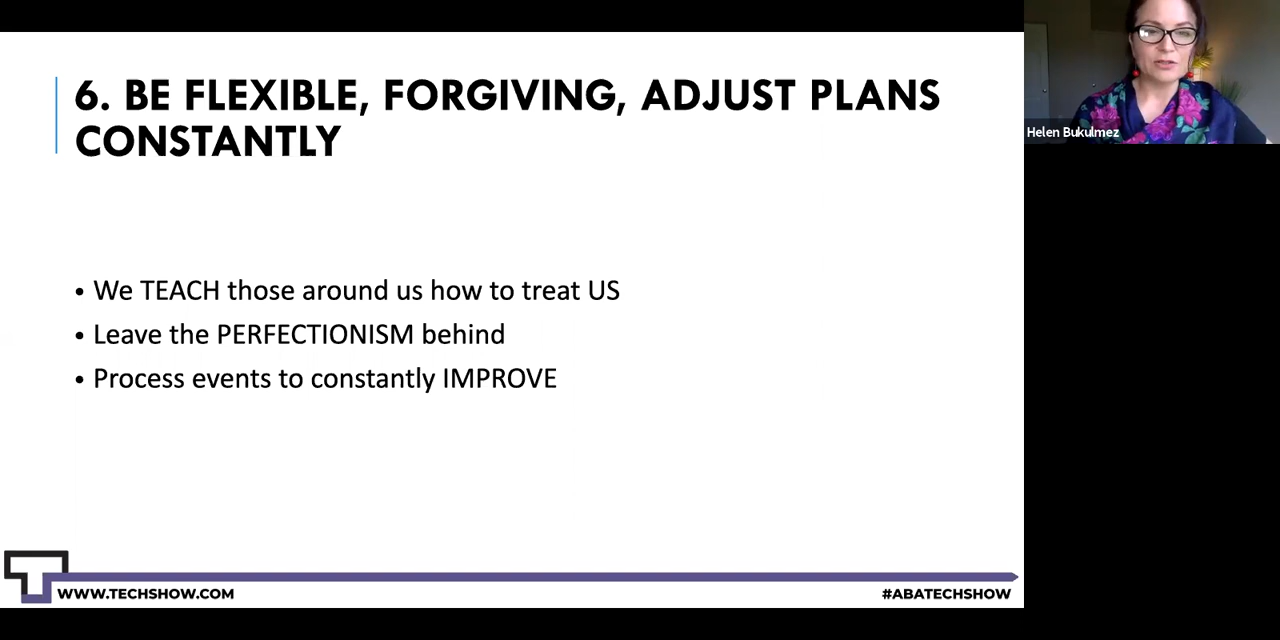 6. BE FLEXIBLE, FORGIVING, ADJUST PLANS
CONSTANTLY
• We TEACH those around us how to treat US
• Leave the PERFECTIONISM behind
• Process events to constantly IMPROVE
WWW.TECHSHOW.COM
#ABATECHSHOW
Helen Bukulmez